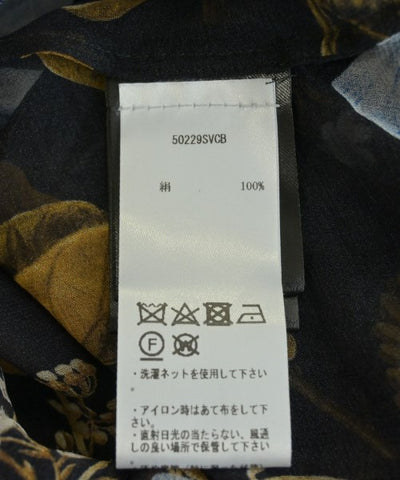 50229SVCB
絹 100%
F W
・洗濯ネットを使用して下さい
。
・アイロン時はあて布をして下
さい。
・直射日光の当たらない、風通
しの良い場所で保管して下さい
。